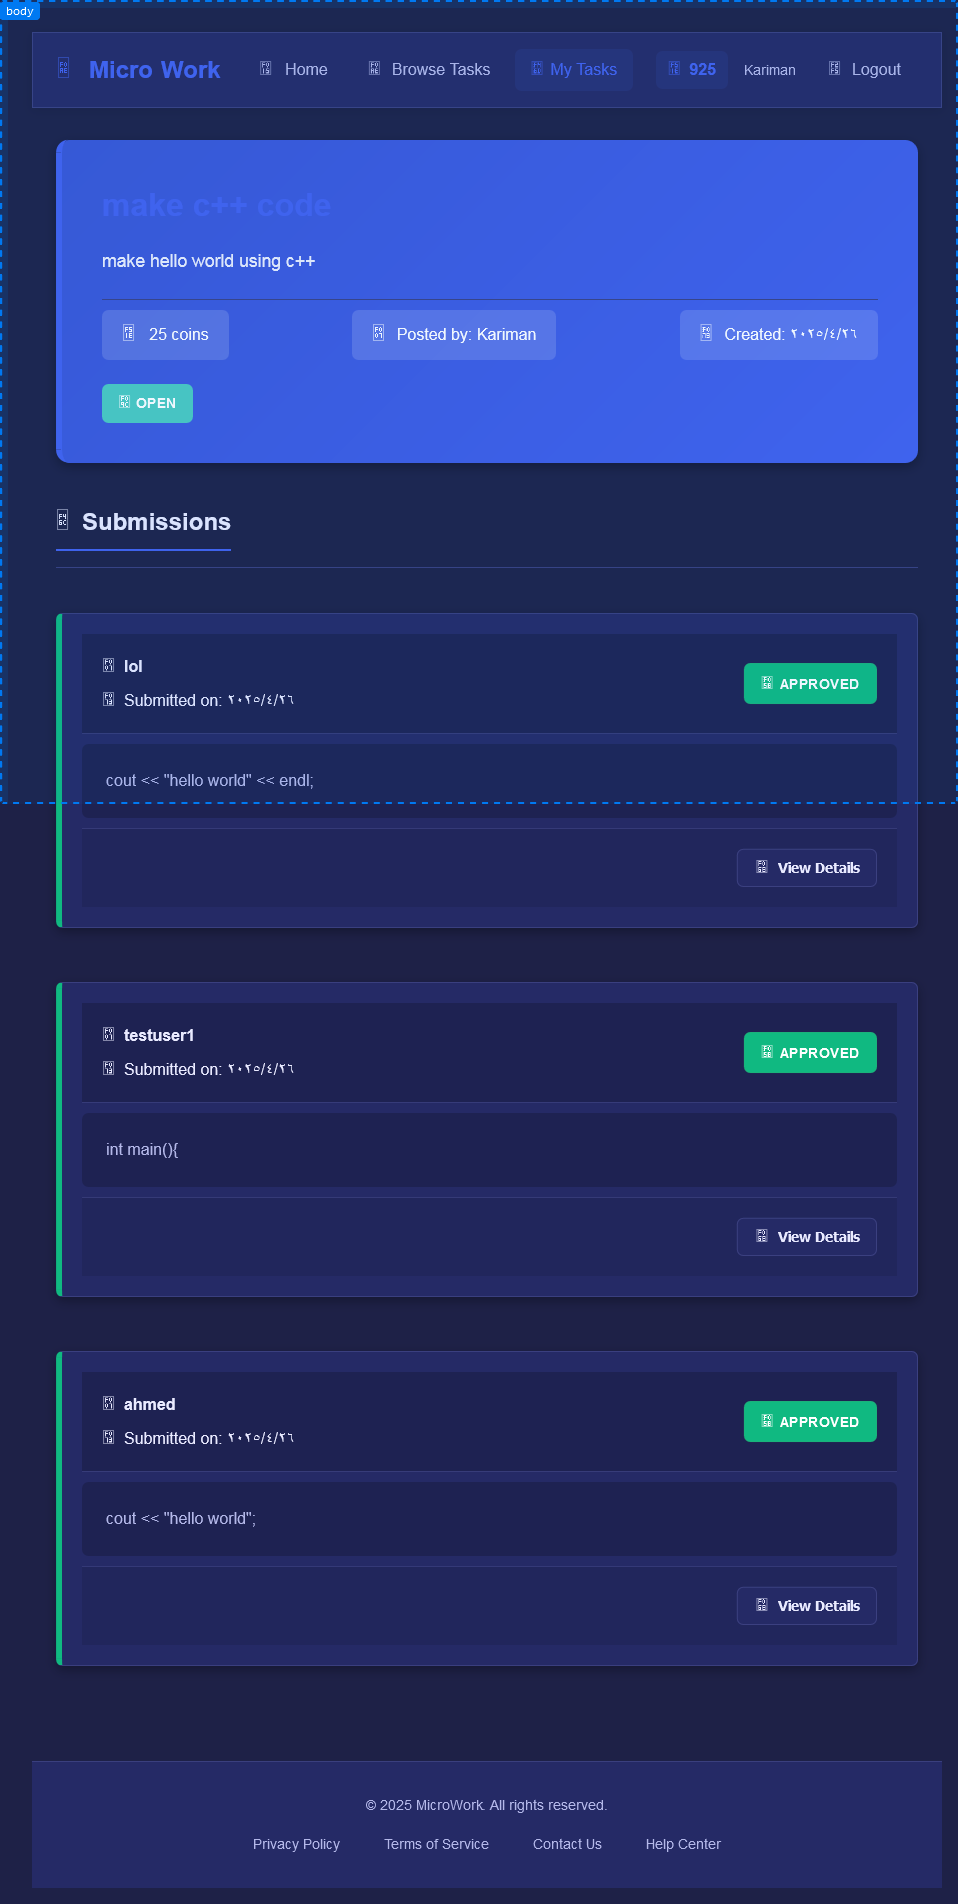 body
Micro Work
Home
Browse Tasks
My Tasks
925
Kariman
Logout
make c++ code
make hello world using c++
25 coins
Posted by: Kariman
Created: ٢٠٢٥/٤/٢٦
OPEN
Submissions
lol
Submitted on: ٢٠٢٥/٤/٢٦
APPROVED
cout << "hello world" << endl;
View Details
testuser1
Submitted on: ٢٠٢٥/٤/٢٦
APPROVED
int main(){
View Details
ahmed
Submitted on: ٢٠٢٥/٤/٢٦
APPROVED
cout << "hello world";
View Details
© 2025 MicroWork. All rights reserved.
Privacy Policy
Terms of Service
Contact Us
Help Center